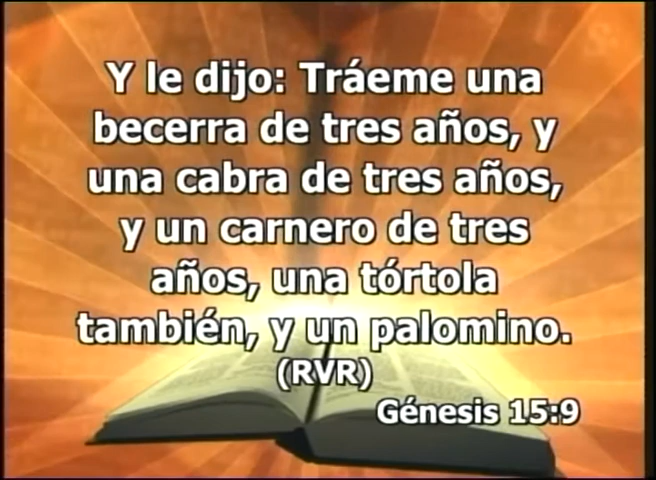 Y le dijo: Tráeme una
becerra de tres años, y
una cabra de tres años,
y un carnero de tres
años, una tórtola
también, y un palomino.
(RVR)
Génesis 15:9